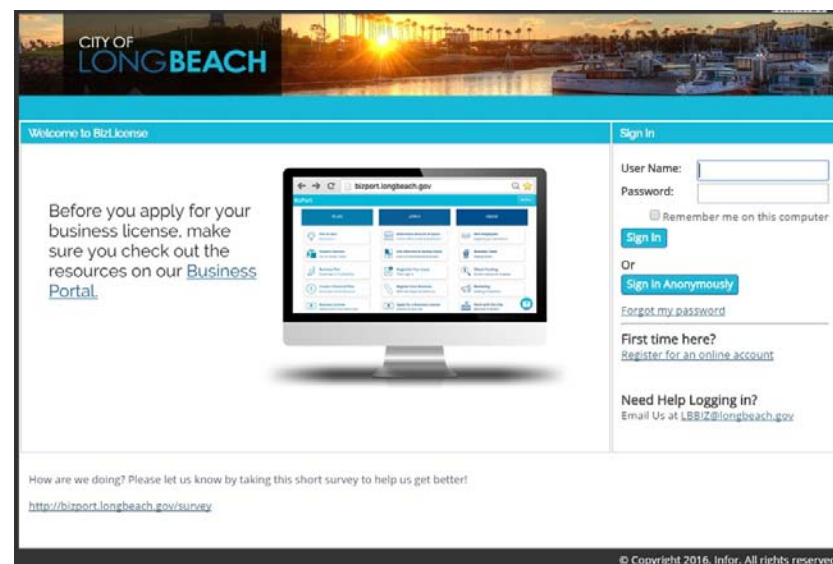 CITY OF
LONGBEACH
Welcome to BizLicense
Sign In
Before you apply for your
business license, make
sure you check out the
resources on our Business
Portal.
bizport.longbeach.gov
BizPort
User Name:
Password:
Remember me on this computer
Sign In
Or
Sign In Anonymously
Forgot my password
First time here?
Register for an online account
Need Help Logging in?
Email Us at LBBIZ@longbeach.gov
How are we doing? Please let us know by taking this short survey to help us get better!
http://bizport.longbeach.gov/survey
© Copyright 2016. Infor. All rights reserved